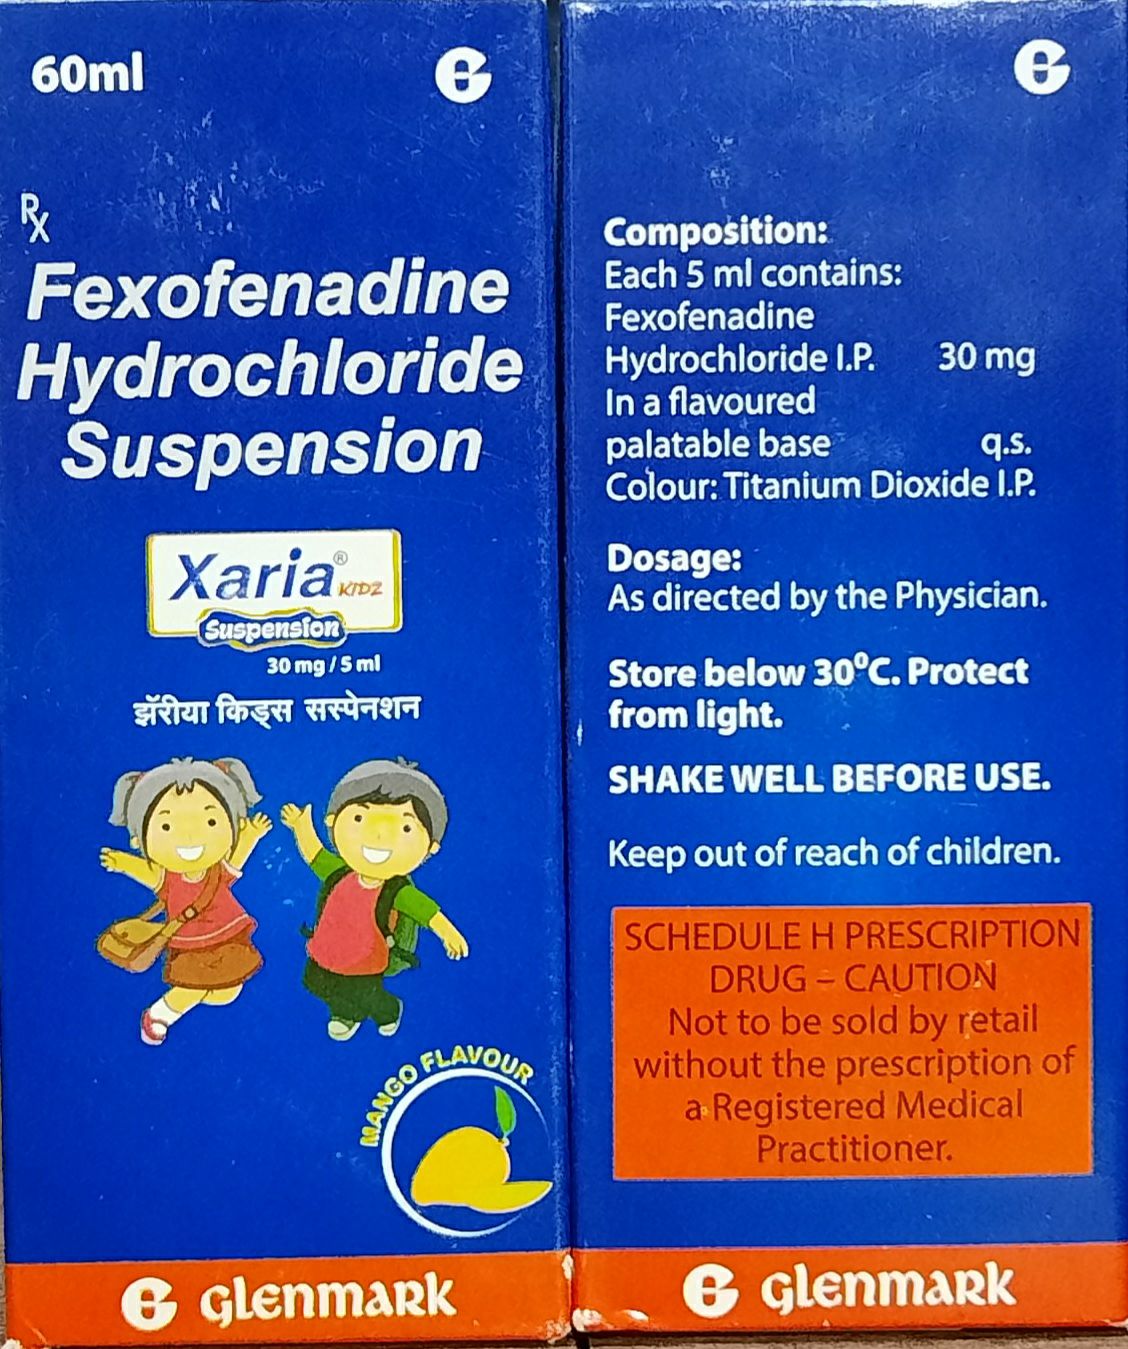 60ml
Rx
Fexofenadine
Hydrochloride
Suspension
Xaria® KIDZ
Suspension
30 mg / 5 ml
झॅरीया किड्स सस्पेनशन
MANGO FLAVOUR
GLENMARK
Composition:
Each 5 ml contains:
Fexofenadine
Hydrochloride I.P. 30 mg
In a flavoured
palatable base q.s.
Colour: Titanium Dioxide I.P.
Dosage:
As directed by the Physician.
Store below 30⁰C. Protect
from light.
SHAKE WELL BEFORE USE.
Keep out of reach of children.
SCHEDULE H PRESCRIPTION
DRUG – CAUTION
Not to be sold by retail
without the prescription of
a Registered Medical
Practitioner.
GLENMARK